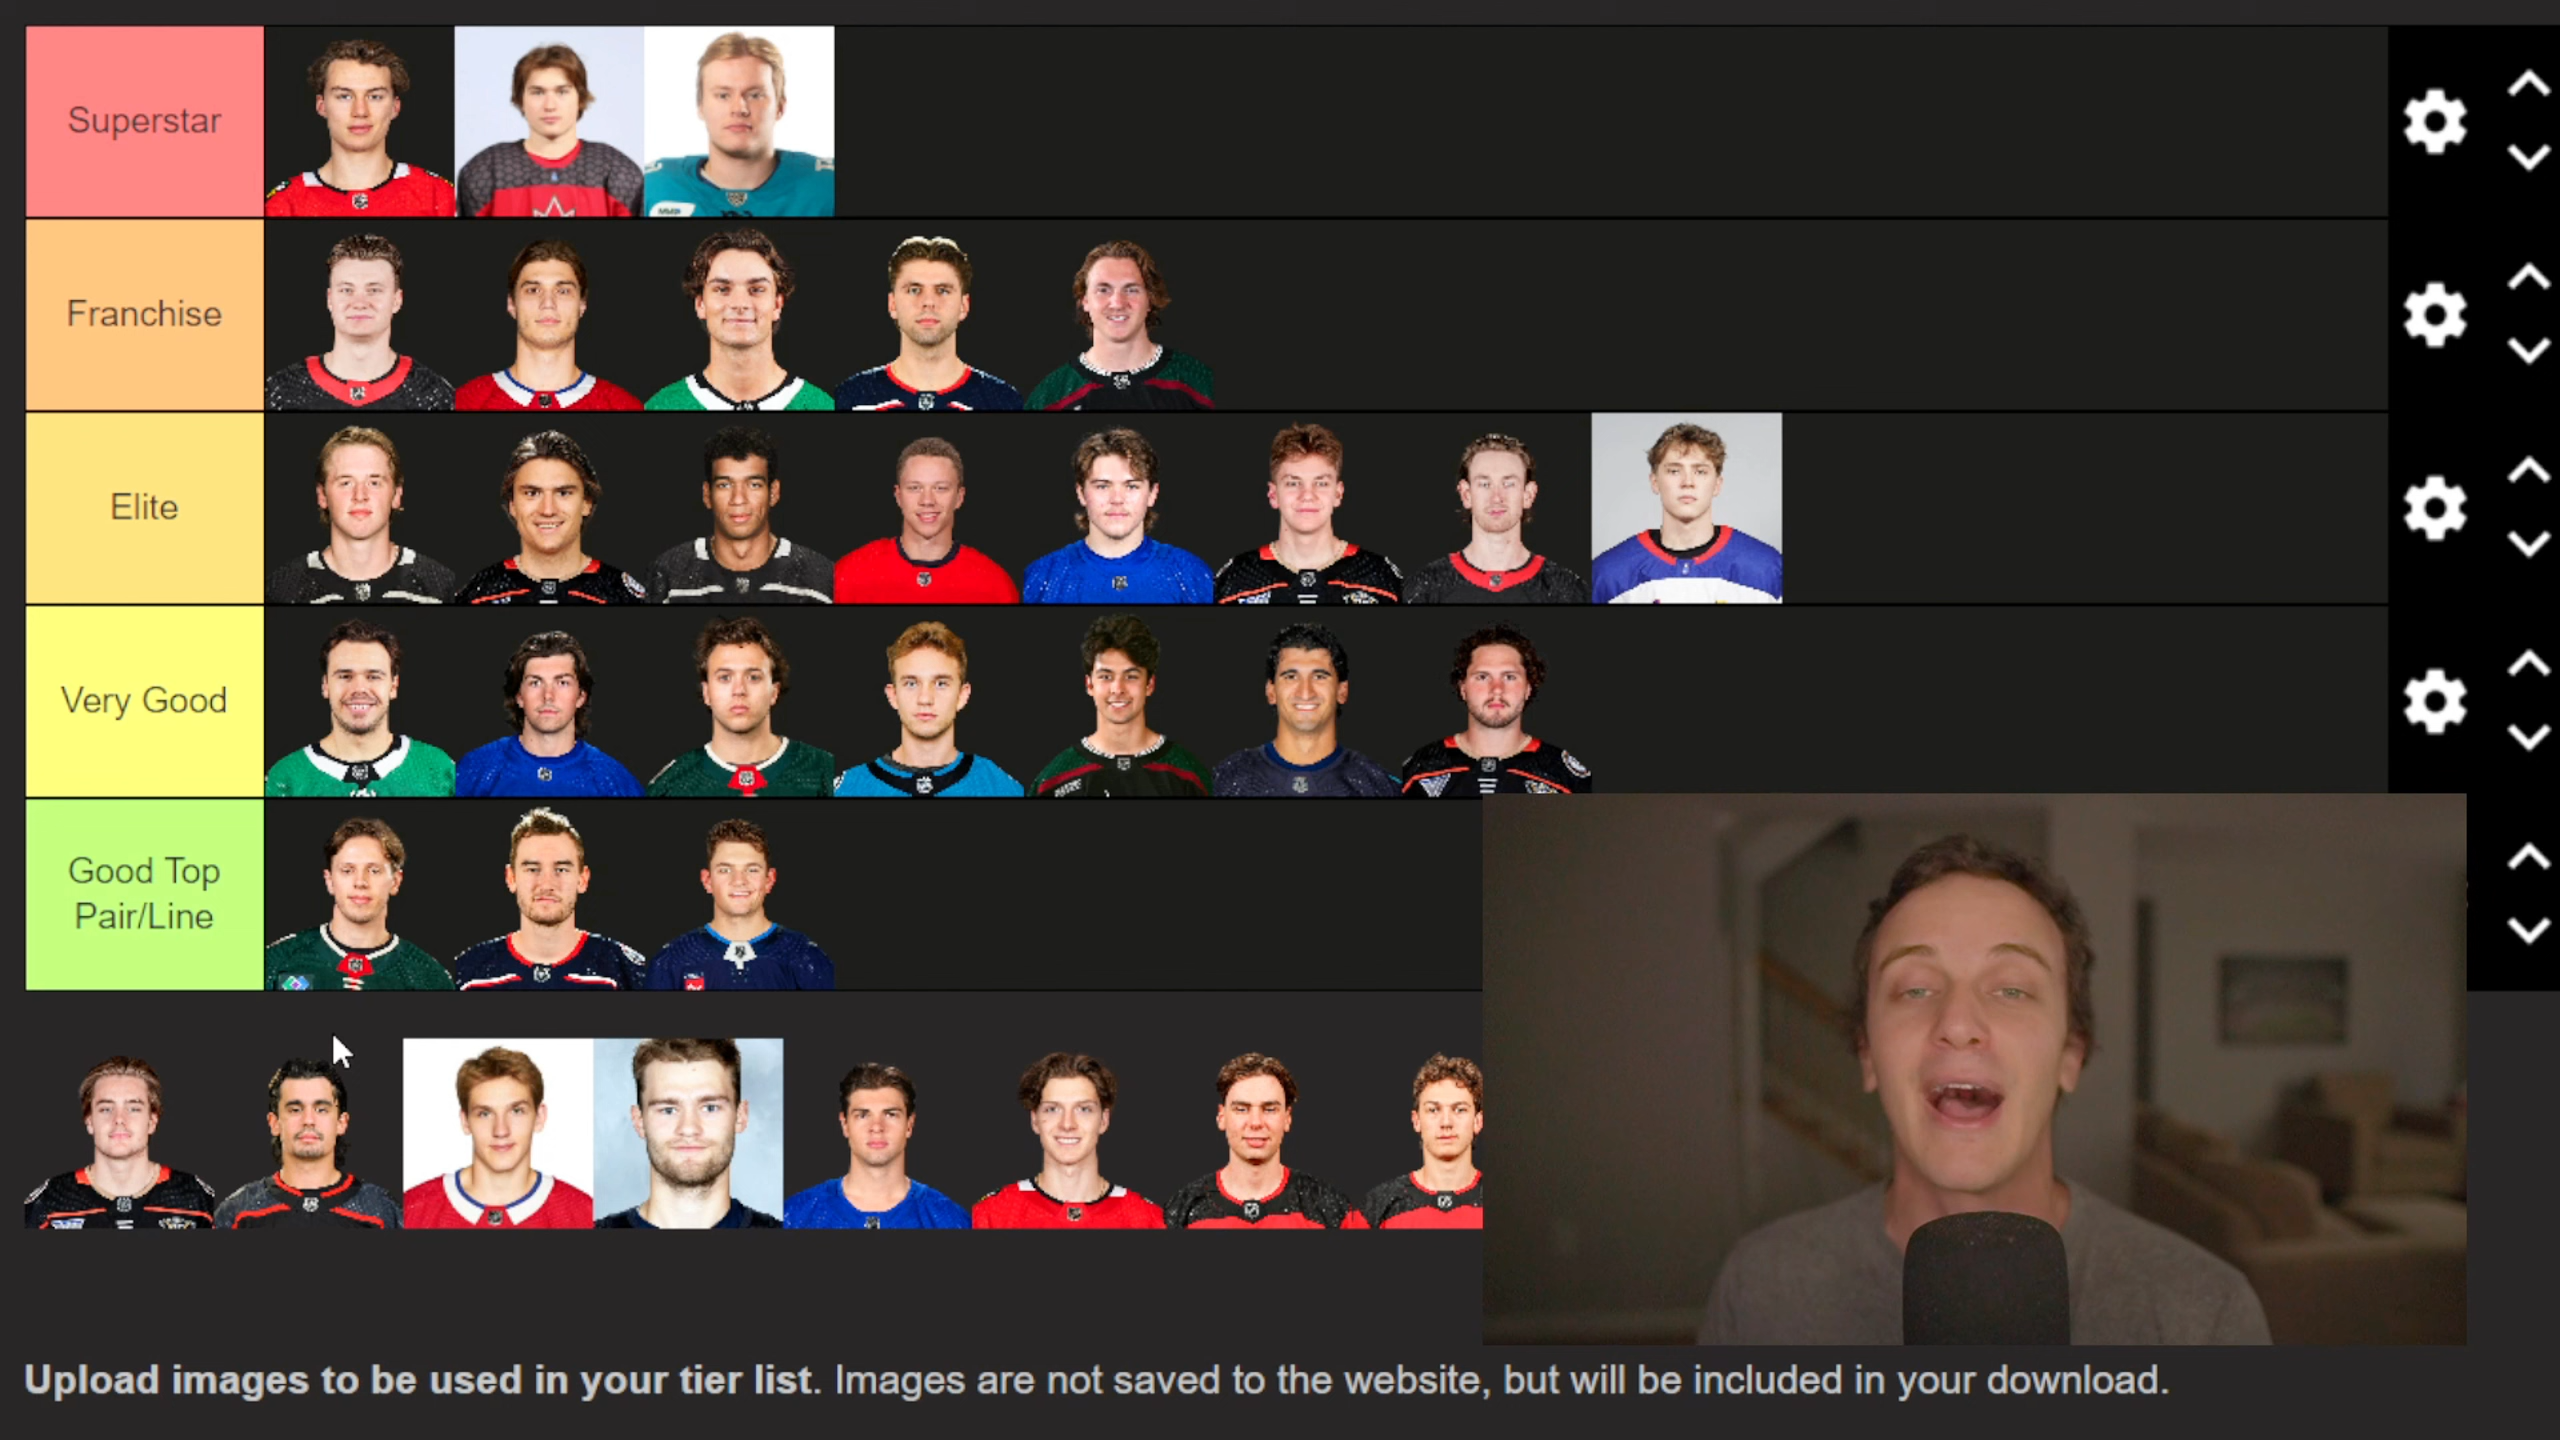 Superstar
Franchise
Elite
Very Good
Good Top
Pair/Line
Upload images to be used in your tier list. Images are not saved to the website, but will be included in your download.